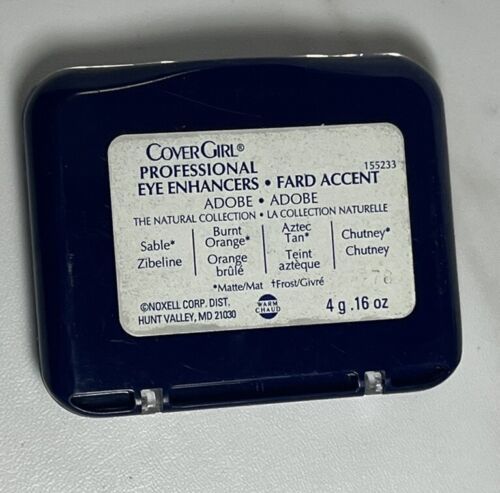 COVERGIRL®
PROFESSIONAL 155233
EYE ENHANCERS • FARD ACCENT
ADOBE • ADOBE
THE NATURAL COLLECTION • LA COLLECTION NATURELLE
Sable* Burnt Orange* Aztec Tan* Chutney*
Zibeline Orange brûlé Teint aztèque Chutney
*Matte/Mat †Frost/Givré
©NOXELL CORP. DIST. WARM 4 g .16 oz
HUNT VALLEY, MD 21030 CHAUD